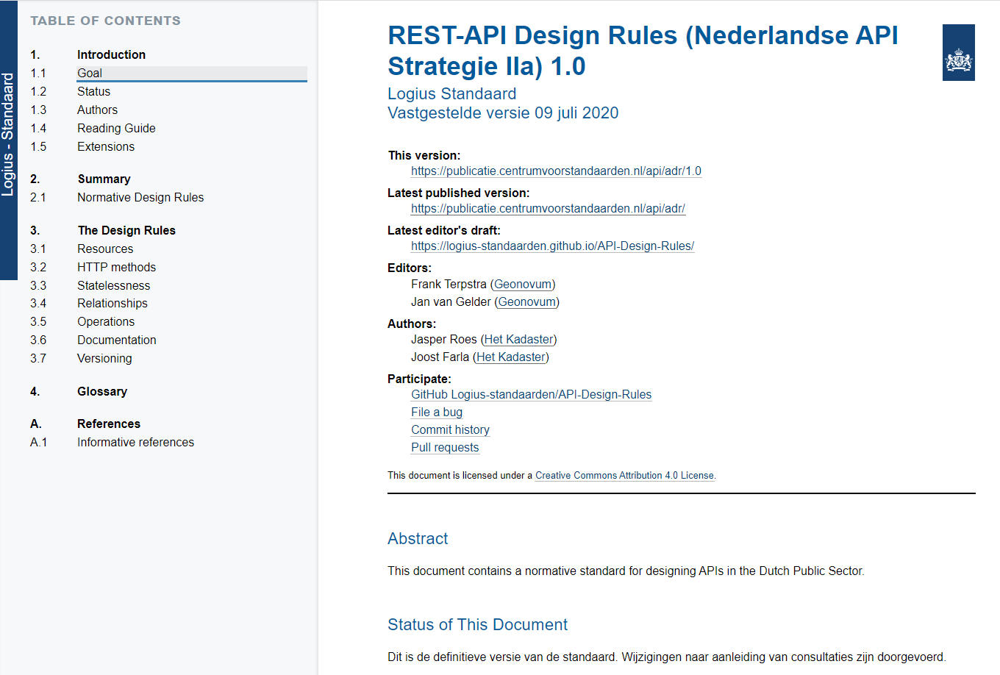 Logius - Standaard
TABLE OF CONTENTS
1. Introduction
1.1 Goal
1.2 Status
1.3 Authors
1.4 Reading Guide
1.5 Extensions
2. Summary
2.1 Normative Design Rules
3. The Design Rules
3.1 Resources
3.2 HTTP methods
3.3 Statelessness
3.4 Relationships
3.5 Operations
3.6 Documentation
3.7 Versioning
4. Glossary
A. References
A.1 Informative references
REST-API Design Rules (Nederlandse API
Strategie IIa) 1.0
Logius Standaard
Vastgestelde versie 09 juli 2020
This version:
https://publicatie.centrumvoorstandaarden.nl/api/adr/1.0
Latest published version:
https://publicatie.centrumvoorstandaarden.nl/api/adr/
Latest editor's draft:
https://logius-standaarden.github.io/API-Design-Rules/
Editors:
Frank Terpstra (Geonovum)
Jan van Gelder (Geonovum)
Authors:
Jasper Roes (Het Kadaster)
Joost Farla (Het Kadaster)
Participate:
GitHub Logius-standaarden/API-Design-Rules
File a bug
Commit history
Pull requests
This document is licensed under a Creative Commons Attribution 4.0 License.
Abstract
This document contains a normative standard for designing APIs in the Dutch Public Sector.
Status of This Document
Dit is de definitieve versie van de standaard. Wijzigingen naar aanleiding van consultaties zijn doorgevoerd.